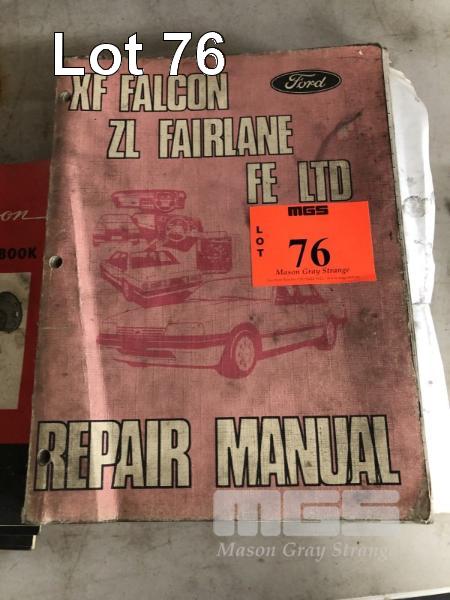 Lot 76
XF FALCON
Ford
ZL FAIRLANE
FE LTD
MGS
LOT
76
Mason Gray Strange
BOOK
REPAIR MANUAL
MGS
Mason Gray Strange